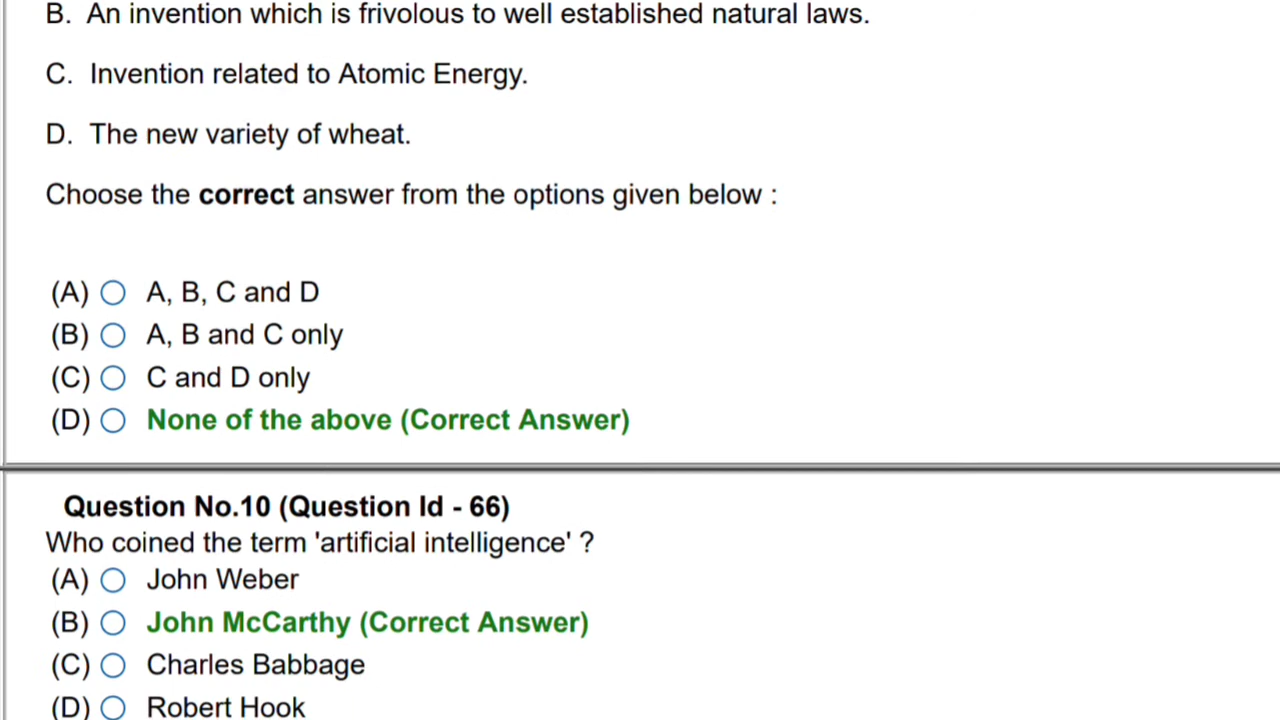 B. An invention which is frivolous to well established natural laws.
C. Invention related to Atomic Energy.
D. The new variety of wheat.
Choose the correct answer from the options given below :
(A) A, B, C and D
(B) A, B and C only
(C) C and D only
(D) None of the above (Correct Answer)
Question No.10 (Question Id - 66)
Who coined the term 'artificial intelligence' ?
(A) John Weber
(B) John McCarthy (Correct Answer)
(C) Charles Babbage
(D) Robert Hook